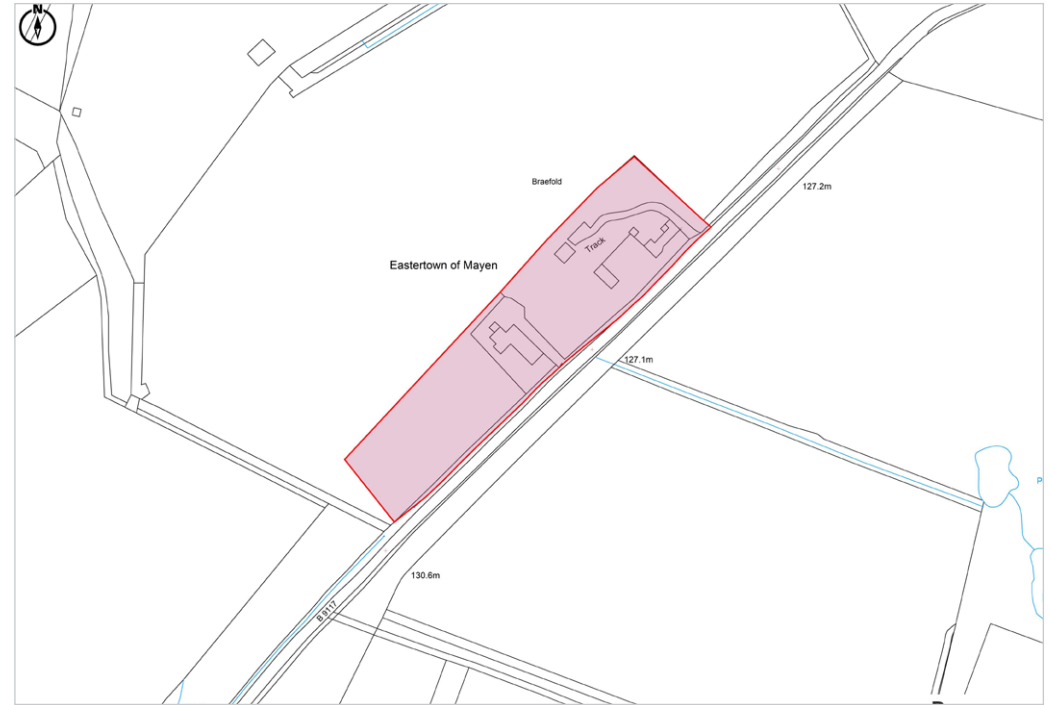 N
127.2m
Braefold
Track
Eastertown of Mayen
127.1m
P
130.6m
B 9117